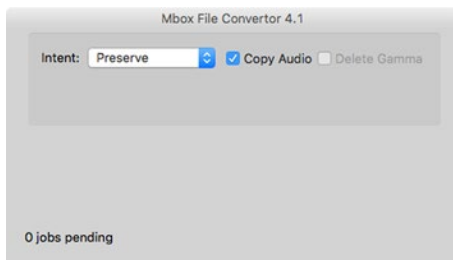 Mbox File Convertor 4.1
Intent: Preserve Copy Audio Delete Gamma
0 jobs pending